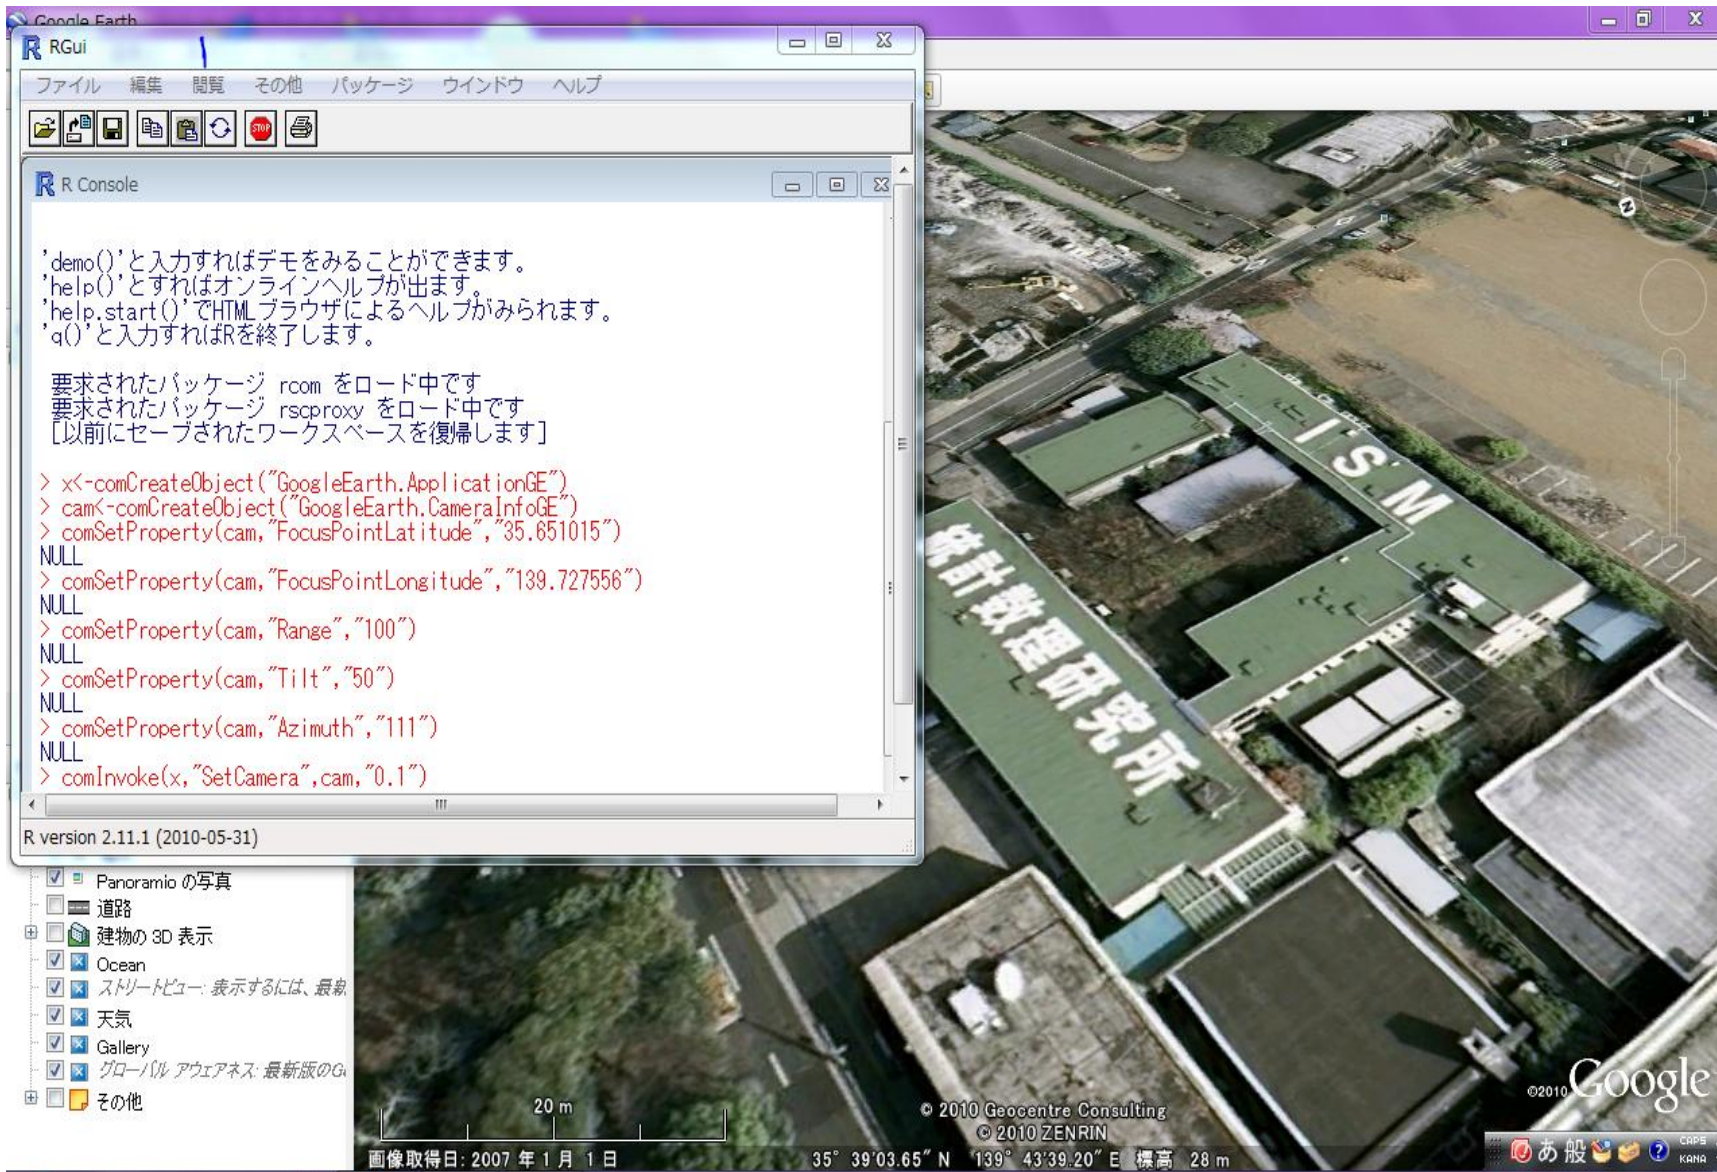 Google Earth
RGui
ファイル 編集 閲覧 その他 パッケージ ウインドウ ヘルプ
STOP
R Console
'demo()'と入力すればデモをみることができます。
'help()'とすればオンラインヘルプが出ます。
'help.start()'でHTMLブラウザによるヘルプがみられます。
'q()'と入力すればRを終了します。
要求されたパッケージ rcom をロード中です
要求されたパッケージ rscproxy をロード中です
[以前にセーブされたワークスペースを復帰します]
> x<-comCreateObject("GoogleEarth.ApplicationGE")
> cam<-comCreateObject("GoogleEarth.CameraInfoGE")
> comSetProperty(cam,"FocusPointLatitude","35.651015")
NULL
> comSetProperty(cam,"FocusPointLongitude","139.727556")
NULL
> comSetProperty(cam,"Range","100")
NULL
> comSetProperty(cam,"Tilt","50")
NULL
> comSetProperty(cam,"Azimuth","111")
NULL
> comInvoke(x,"SetCamera",cam,"0.1")
R version 2.11.1 (2010-05-31)
Panoramio の写真
道路
建物の 3D 表示
Ocean
ストリートビュー: 表示するには、最新
天気
Gallery
グローバル アウェアネス: 最新版のGo
その他
N
I S M
統計数理研究所
20 m
© 2010 Geocentre Consulting
© 2010 ZENRIN
©2010 Google
画像取得日: 2007 年 1 月 1 日 35° 39'03.65" N 139° 43'39.20" E 標高 28 m
あ 般 CAPS
KANA